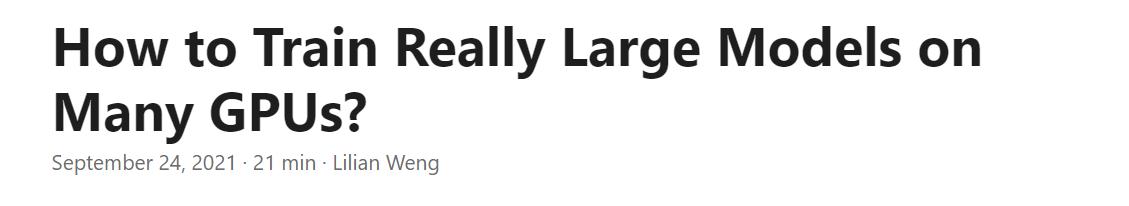 How to Train Really Large Models on
Many GPUs?
September 24, 2021 · 21 min · Lilian Weng